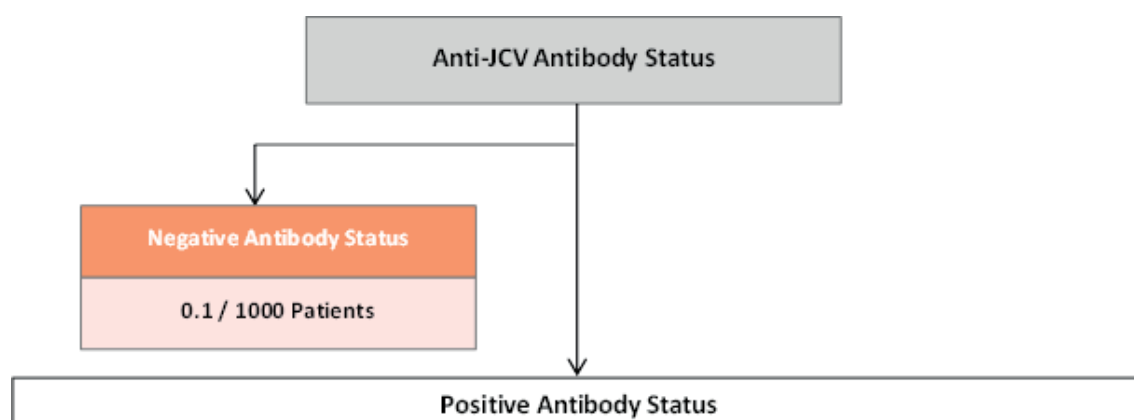 Anti-JCV Antibody Status
Negative Antibody Status
0.1 / 1000 Patients
Positive Antibody Status